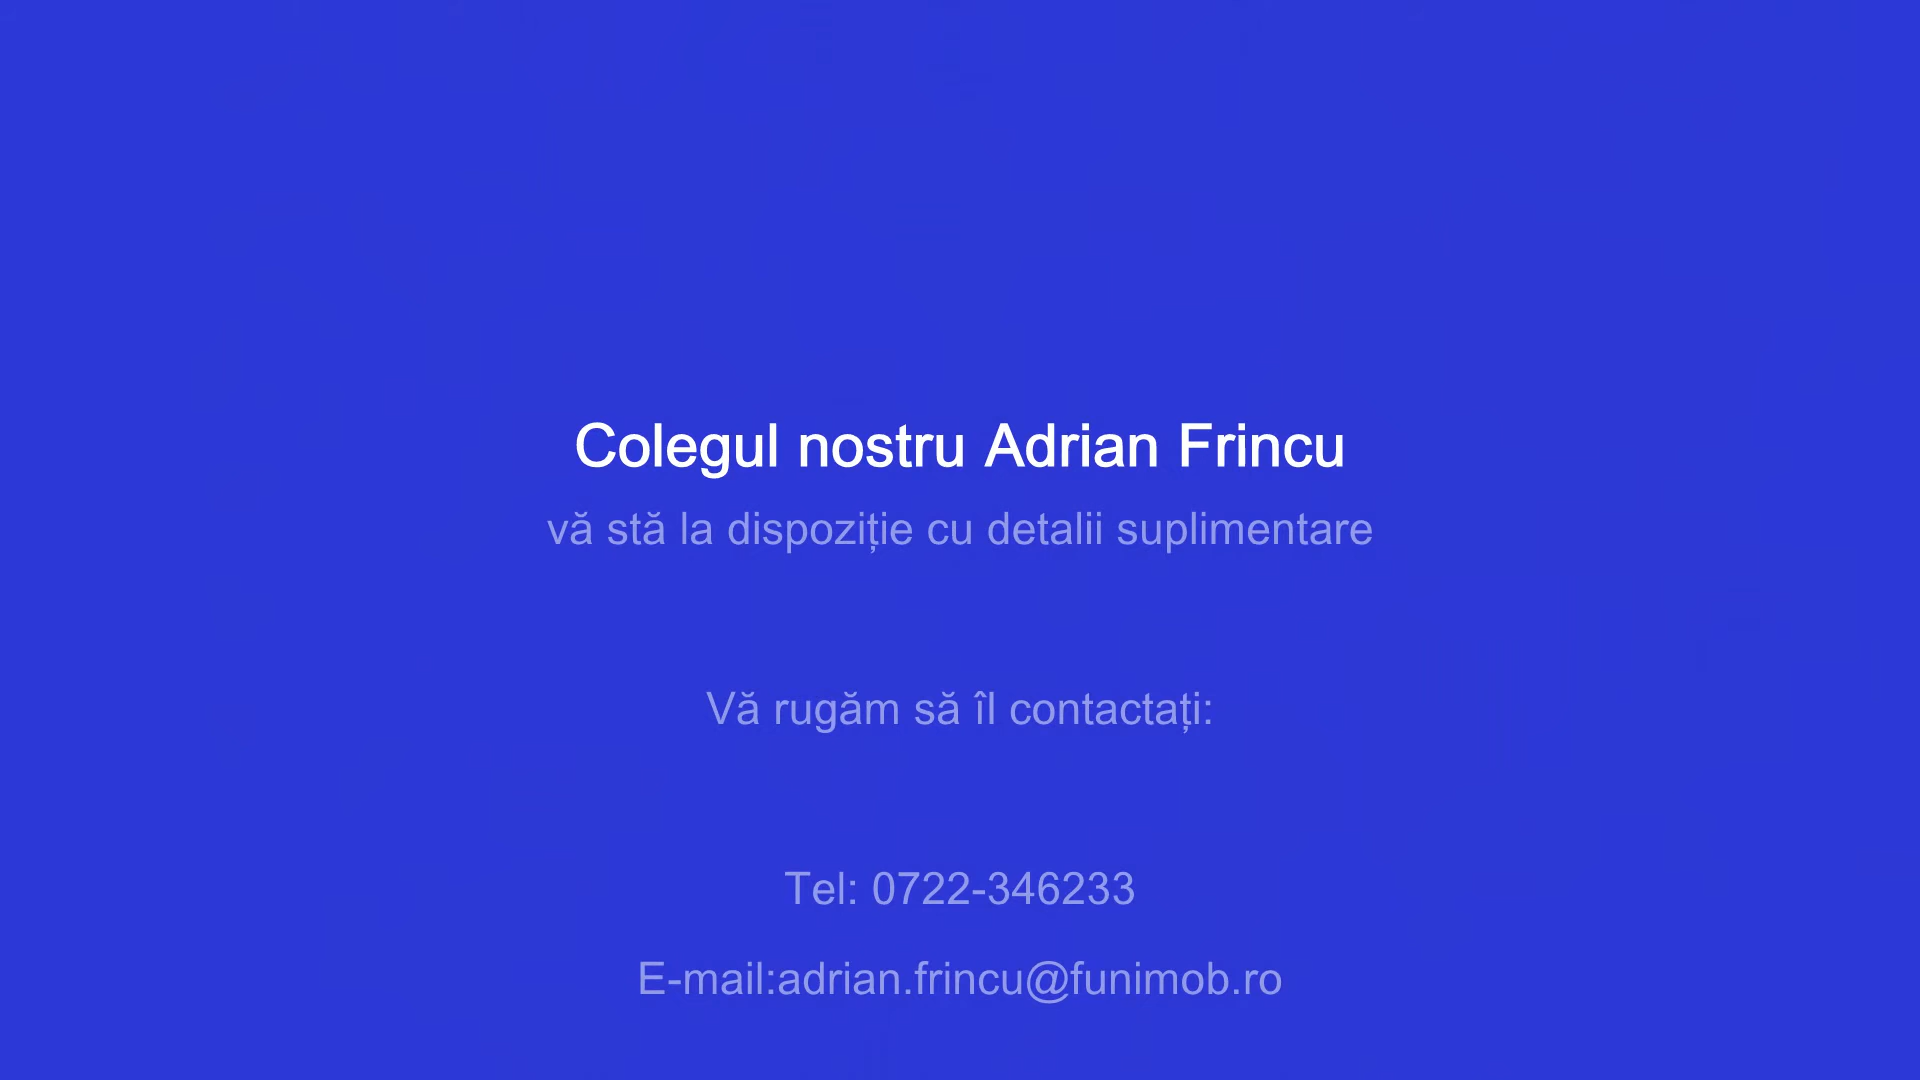 Colegul nostru Adrian Frincu
vă stă la dispoziție cu detalii suplimentare
Vă rugăm să îl contactați:
Tel: 0722-346233
E-mail:adrian.frincu@funimob.ro